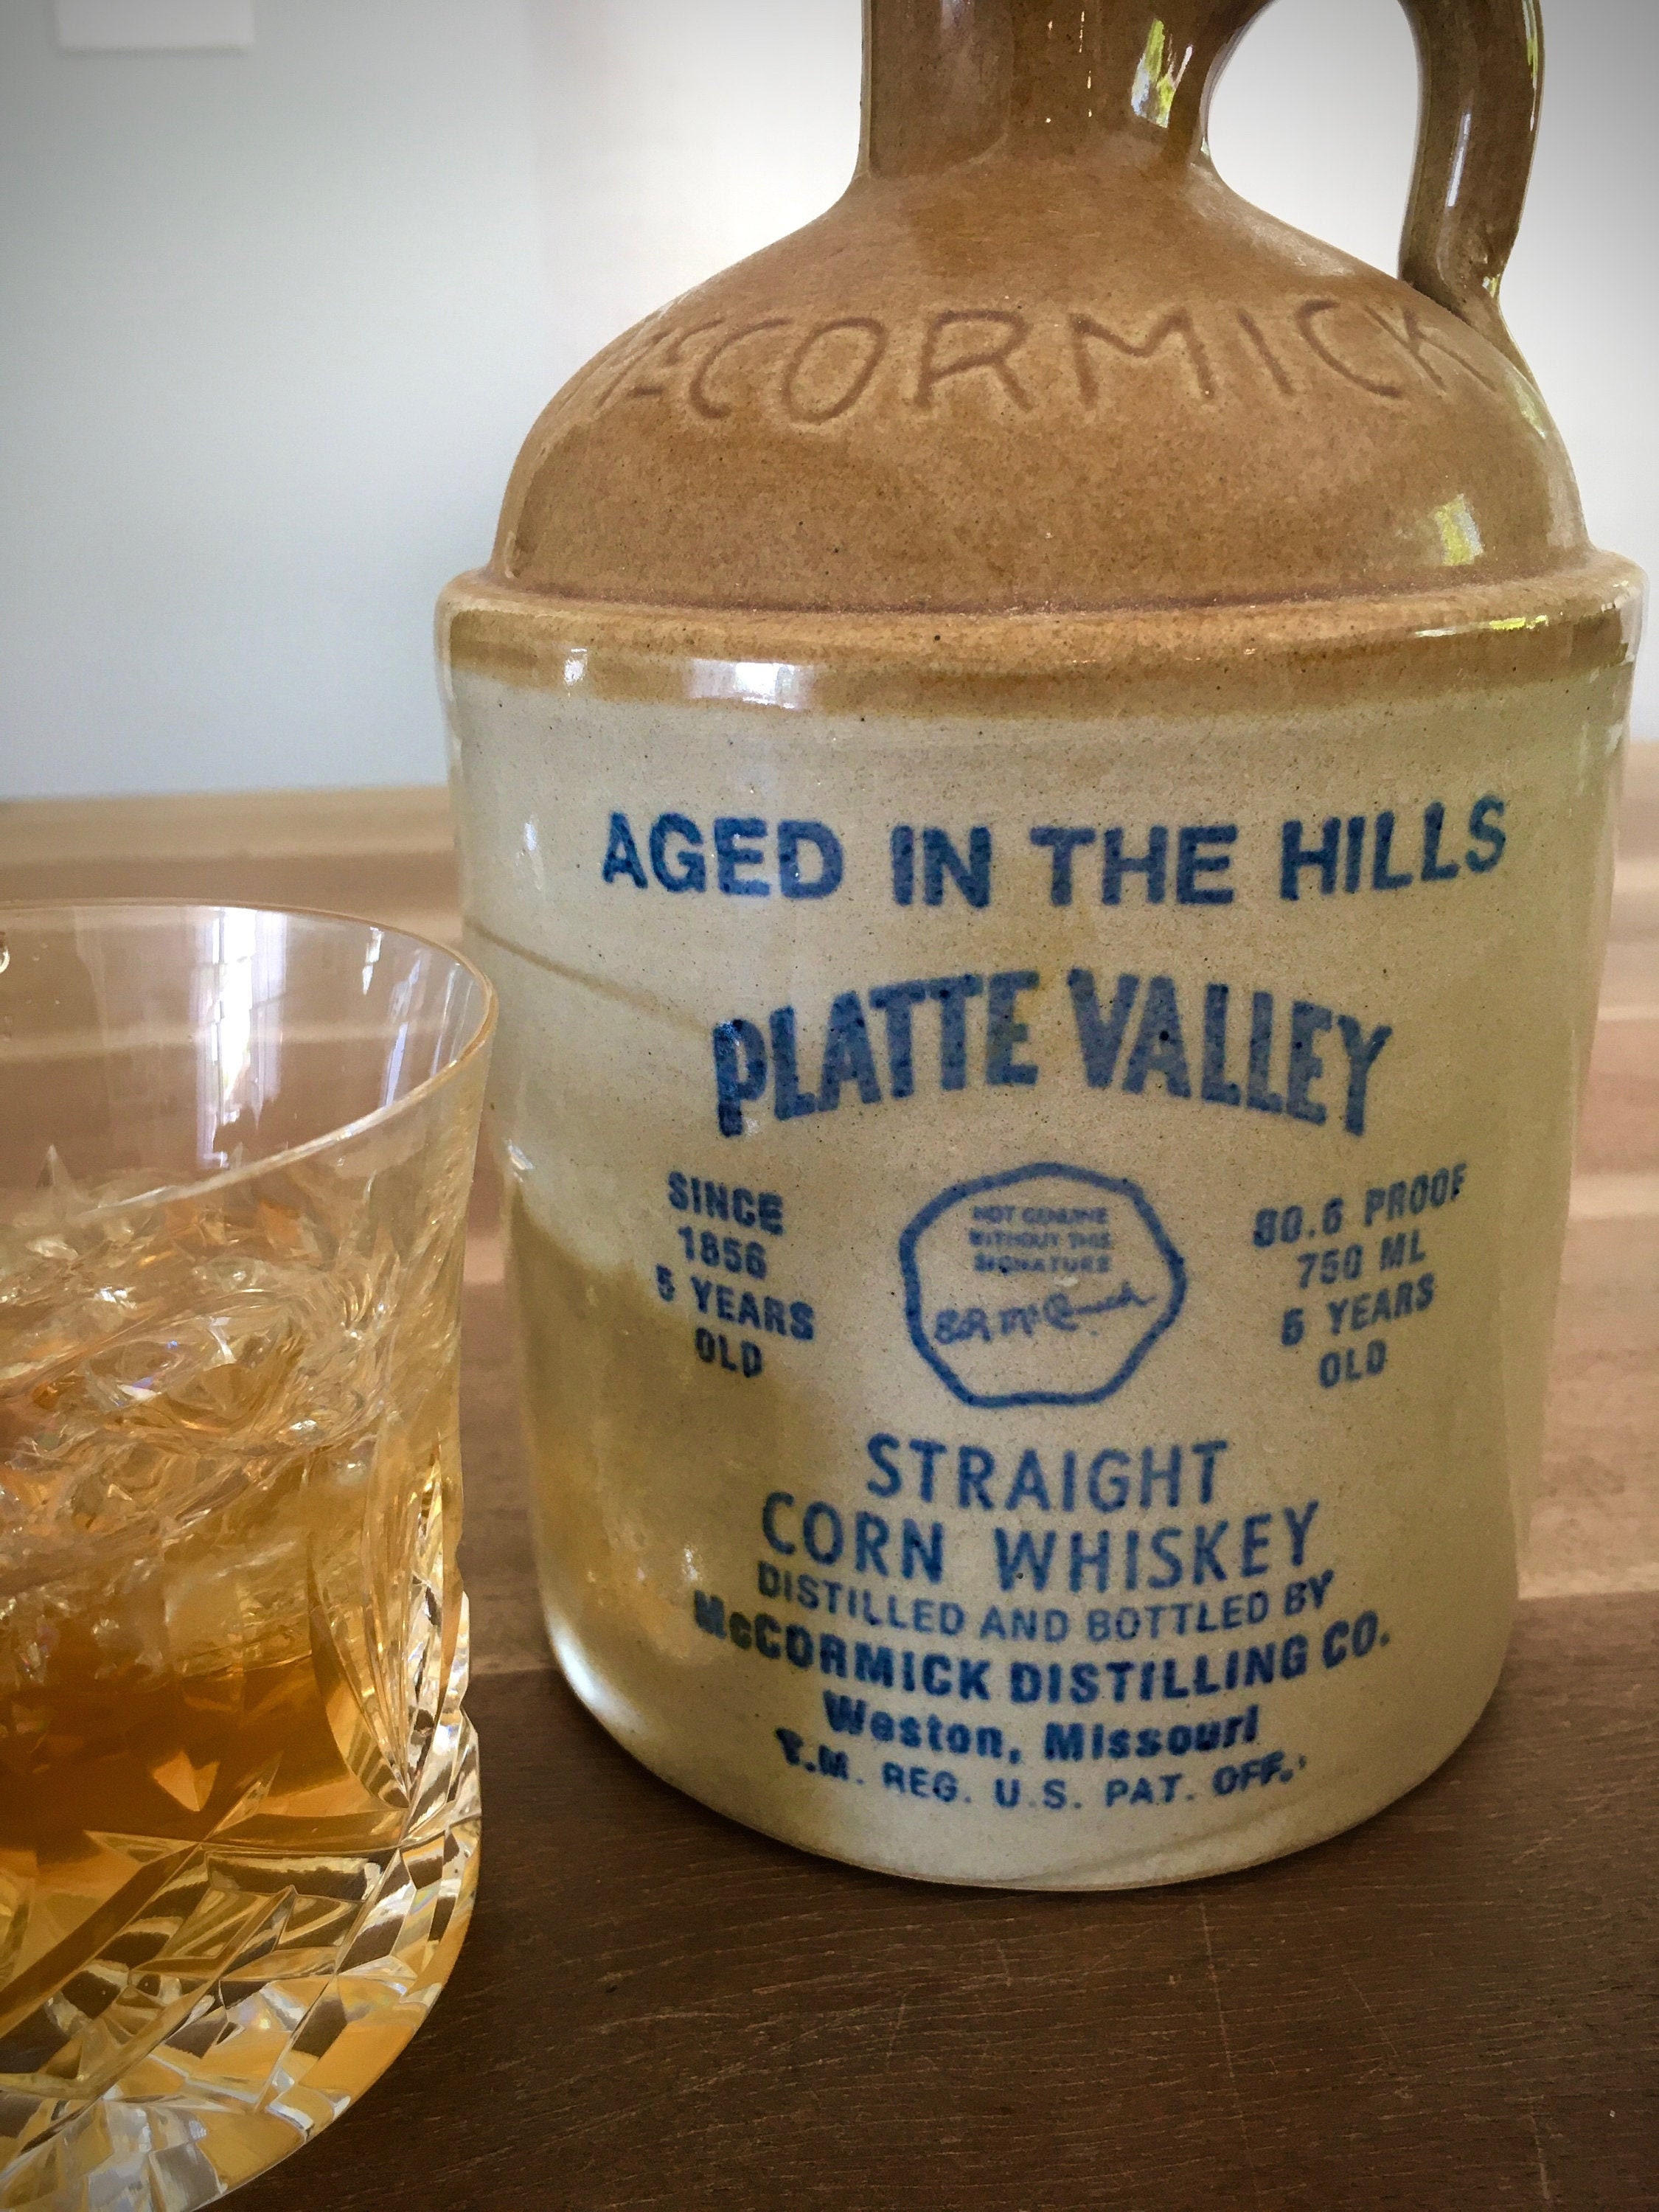 McCORMICK
AGED IN THE HILLS
PLATTE VALLEY
SINCE
1856
5 YEARS
OLD
NOT GENUINE
WITHOUT THIS
SIGNATURE
80.6 PROOF
750 ML
5 YEARS
OLD
STRAIGHT
CORN WHISKEY
DISTILLED AND BOTTLED BY
McCORMICK DISTILLING CO.
Weston, Missouri
T.M. REG. U.S. PAT. OFF.